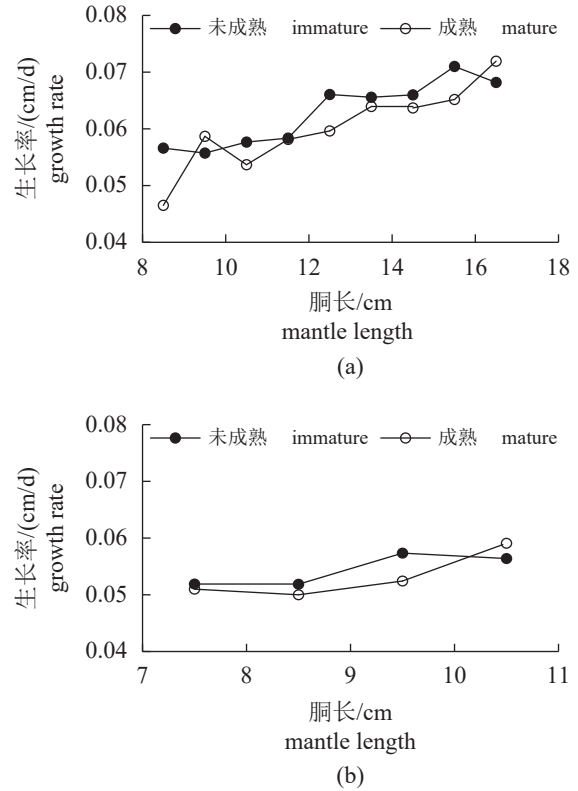 0.08
未成熟 immature 成熟 mature
0.07
0.06
0.05
0.04
生长率/(cm/d)
growth rate
8 10 12 14 16 18
胴长/cm
mantle length
(a)
0.08
未成熟 immature 成熟 mature
0.07
0.06
0.05
0.04
生长率/(cm/d)
growth rate
7 8 9 10 11
胴长/cm
mantle length
(b)